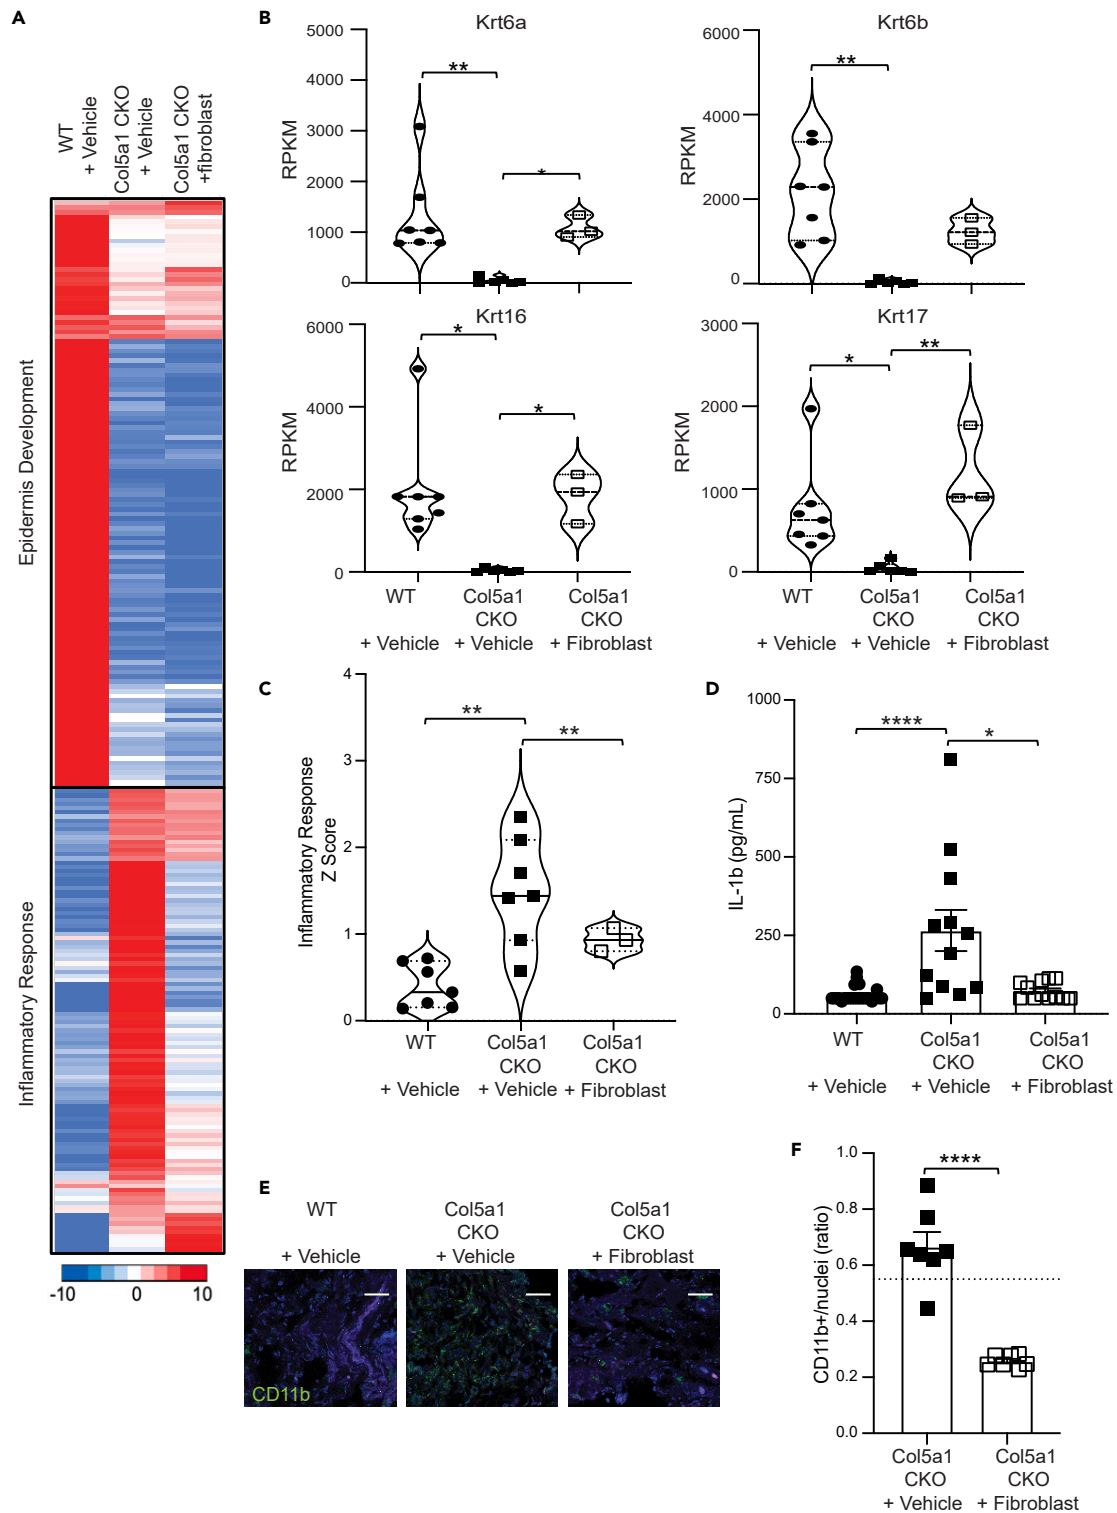 A
WT
+ Vehicle
Col5a1 CKO
+ Vehicle
Col5a1 CKO
+fibroblast
Epidermis Development
Inflammatory Response
-10
0
10
B
Krt6a
RPKM
5000
4000
3000
2000
1000
0
**
*
Krt6b
RPKM
6000
4000
2000
0
**
Krt16
RPKM
6000
4000
2000
0
*
*
WT
+ Vehicle
Col5a1
CKO
+ Vehicle
Col5a1
CKO
+ Fibroblast
Krt17
RPKM
3000
2000
1000
0
*
**
WT
+ Vehicle
Col5a1
CKO
+ Vehicle
Col5a1
CKO
+ Fibroblast
C
Inflammatory Response
Z Score
4
3
2
1
0
**
**
WT
+ Vehicle
Col5a1
CKO
+ Vehicle
Col5a1
CKO
+ Fibroblast
D
IL-1b (pg/mL)
1000
750
500
250
0
****
*
WT
+ Vehicle
Col5a1
CKO
+ Vehicle
Col5a1
CKO
+ Fibroblast
E
WT
+ Vehicle
Col5a1
CKO
+ Vehicle
Col5a1
CKO
+ Fibroblast
CD11b
F
CD11b+/nuclei (ratio)
1.0
0.8
0.6
0.4
0.2
0.0
****
Col5a1
CKO
+ Vehicle
Col5a1
CKO
+ Fibroblast